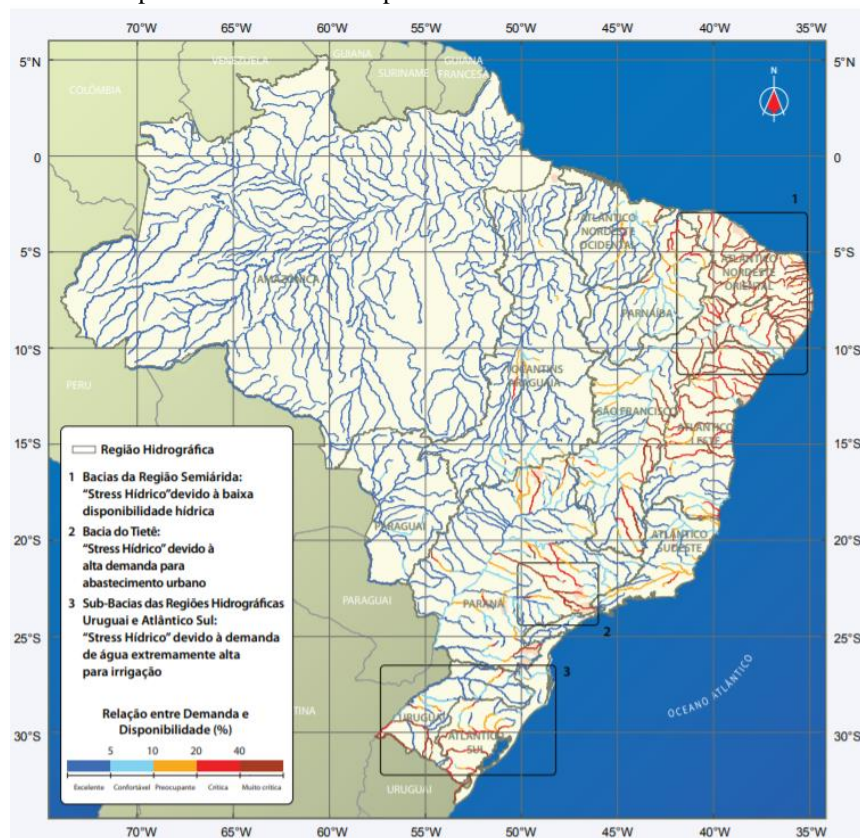 70°W 65°W 60°W 55°W 50°W 45°W 40°W 35°W
5°N 5°N
0 0
5°S 5°S
10°S 10°S
15°S 15°S
20°S 20°S
25°S 25°S
30°S 30°S
COLÔMBIA
VENEZUELA
GUIANA
SURINAME
GUIANA
FRANCESA
N
1
ATLÂNTICO
NORDESTE
OCIDENTAL
ATLÂNTICO
NORDESTE
ORIENTAL
AMAZÔNICA
PARNAÍBA
PERU
TOCANTINS
ARAGUAIA
SÃO FRANCISCO
ATLÂNTICO
LESTE
PARAGUAI
ATLÂNTICO
SUDESTE
PARAGUAI
PARANÁ
2
3
OCEANO ATLÂNTICO
URUGUAI
ATLÂNTICO
SUL
URUGUAI
Região Hidrográfica
1 Bacias da Região Semiárida:
"Stress Hídrico"devido à baixa
disponibilidade hídrica
2 Bacia do Tietê:
"Stress Hídrico" devido à
alta demanda para
abastecimento urbano
3 Sub-Bacias das Regiões Hidrográficas
Uruguai e Atlântico Sul:
"Stress Hídrico" devido à demanda
de água extremamente alta
para irrigação
Relação entre Demanda e
Disponibilidade (%)
5 10 20 40
Excelente Confortável Preocupante Crítica Muito crítica
70°W 65°W 60°W 55°W 50°W 45°W 40°W 35°W